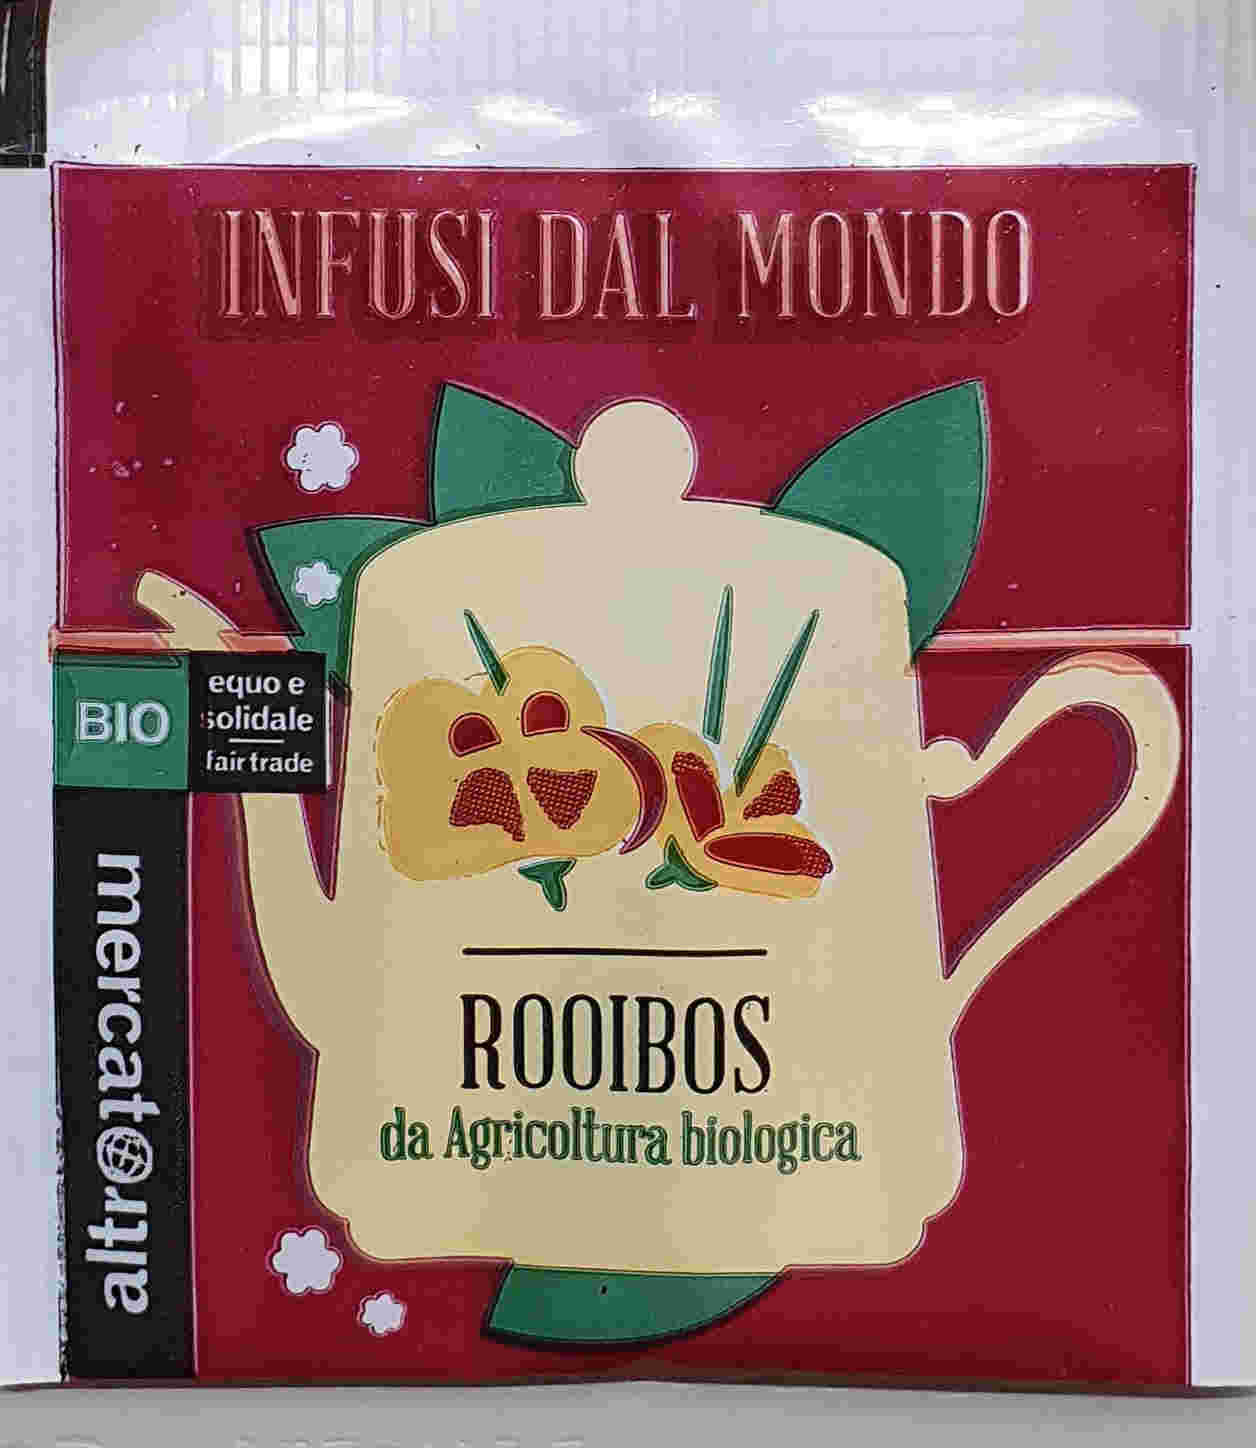 INFUSI DAL MONDO
BIO
equo e
solidale
fair trade
altromercato
ROOIBOS
da Agricoltura biologica